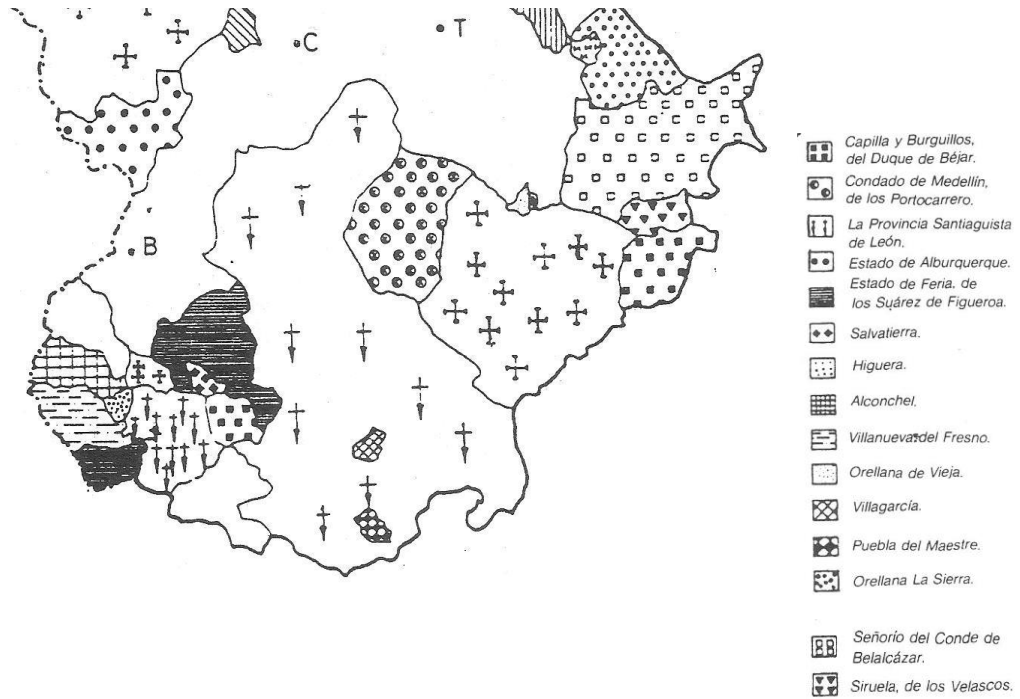 C
T
B
Capilla y Burguillos,
del Duque de Béjar.
Condado de Medellín,
de los Portocarrero.
La Provincia Santiaguista
de León.
Estado de Alburquerque.
Estado de Feria, de
los Suárez de Figueroa.
Salvatierra.
Higuera.
Alconchel.
Villanueva del Fresno.
Orellana de Vieja.
Villagarcía.
Puebla del Maestre.
Orellana La Sierra.
Señorío del Conde de
Belalcázar.
Siruela, de los Velascos.